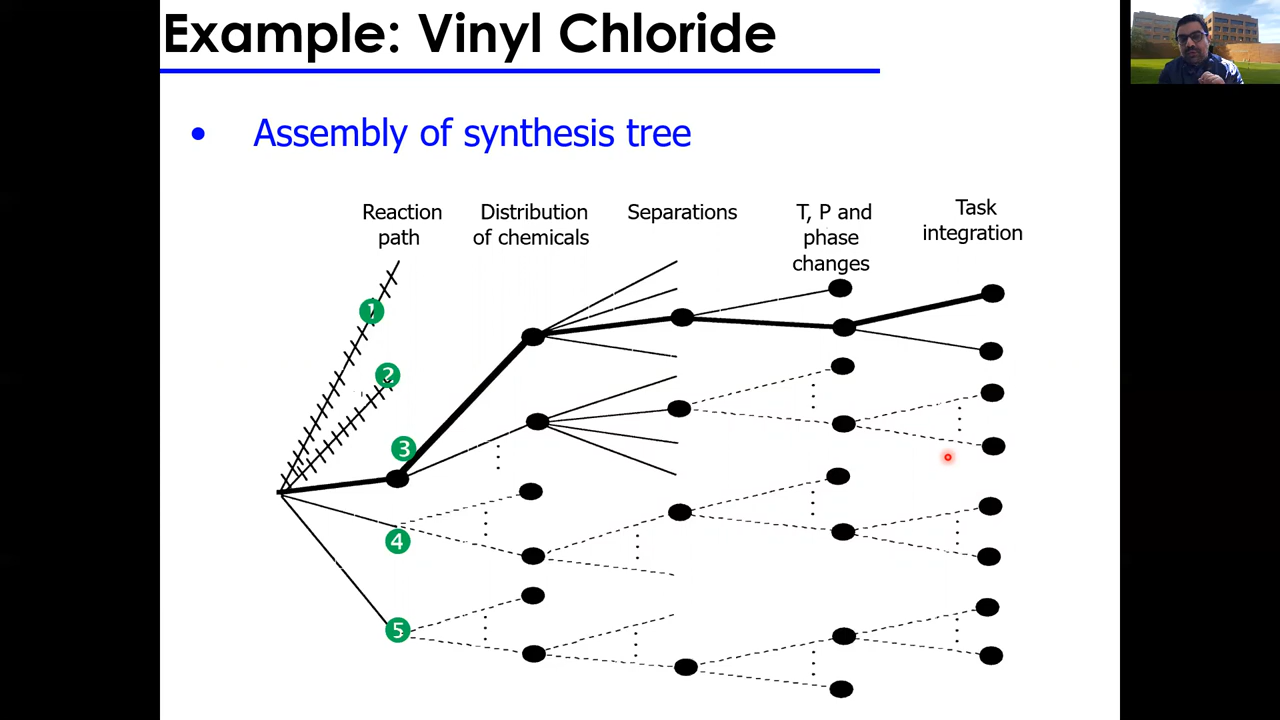 Example: Vinyl Chloride
• Assembly of synthesis tree
Reaction
path
Distribution
of chemicals
Separations
T, P and
phase
changes
Task
integration
1
2
3
4
5